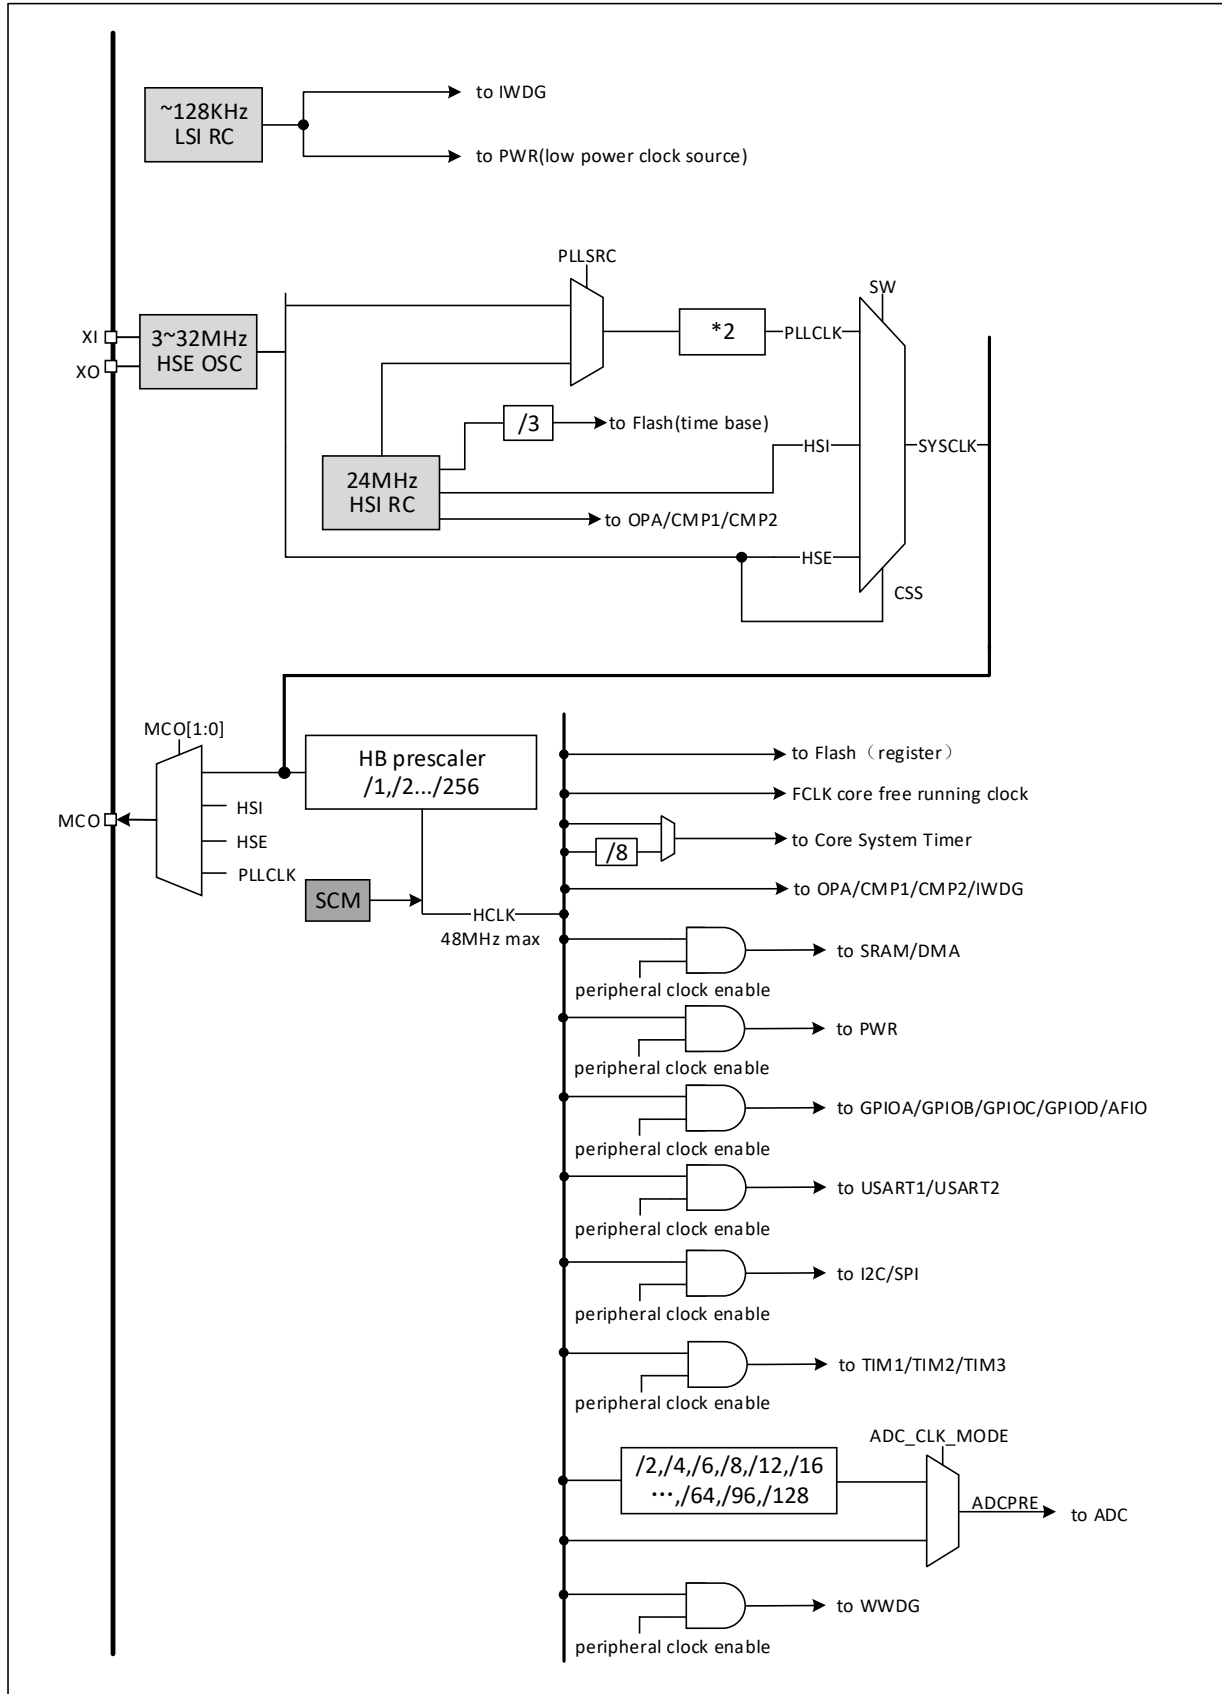 ~128KHz
LSI RC
to IWDG
to PWR(low power clock source)
PLLSRC
SW
XI
XO
3~32MHz
HSE OSC
*2
PLLCLK
/3
to Flash(time base)
HSI
SYSCLK
24MHz
HSI RC
to OPA/CMP1/CMP2
HSE
CSS
MCO[1:0]
HB prescaler
/1,/2.../256
HSI
MCO
HSE
PLLCLK
SCM
HCLK
48MHz max
to Flash（register）
FCLK core free running clock
/8
to Core System Timer
to OPA/CMP1/CMP2/IWDG
to SRAM/DMA
peripheral clock enable
to PWR
peripheral clock enable
to GPIOA/GPIOB/GPIOC/GPIOD/AFIO
peripheral clock enable
to USART1/USART2
peripheral clock enable
to I2C/SPI
peripheral clock enable
to TIM1/TIM2/TIM3
peripheral clock enable
ADC_CLK_MODE
/2,/4,/6,/8,/12,/16
…,/64,/96,/128
ADCPRE
to ADC
to WWDG
peripheral clock enable